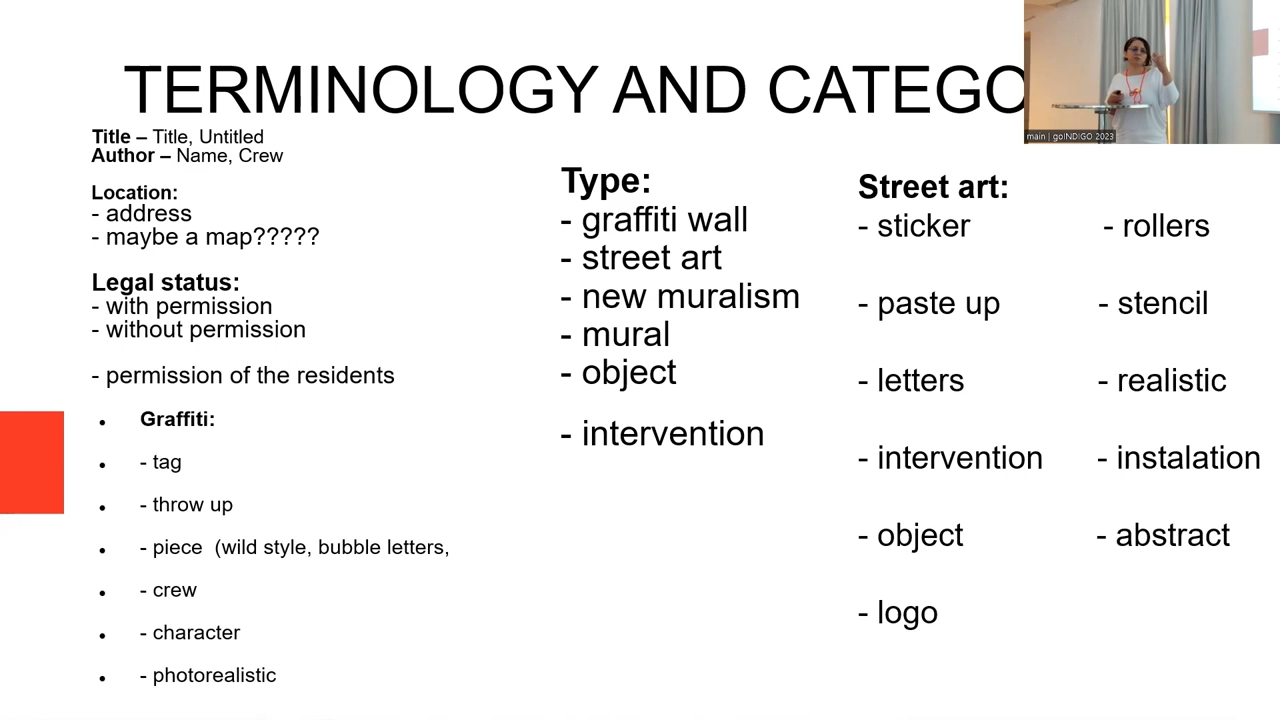 TERMINOLOGY AND CATEGO
main | goINDIGO 2023
Title – Title, Untitled
Author – Name, Crew
Location:
- address
- maybe a map?????
Legal status:
- with permission
- without permission
- permission of the residents
• Graffiti:
• - tag
• - throw up
• - piece  (wild style, bubble letters,
• - crew
• - character
• - photorealistic
Type:
- graffiti wall
- street art
- new muralism
- mural
- object
- intervention
Street art:
- sticker
- rollers
- paste up
- stencil
- letters
- realistic
- intervention
- instalation
- object
- abstract
- logo